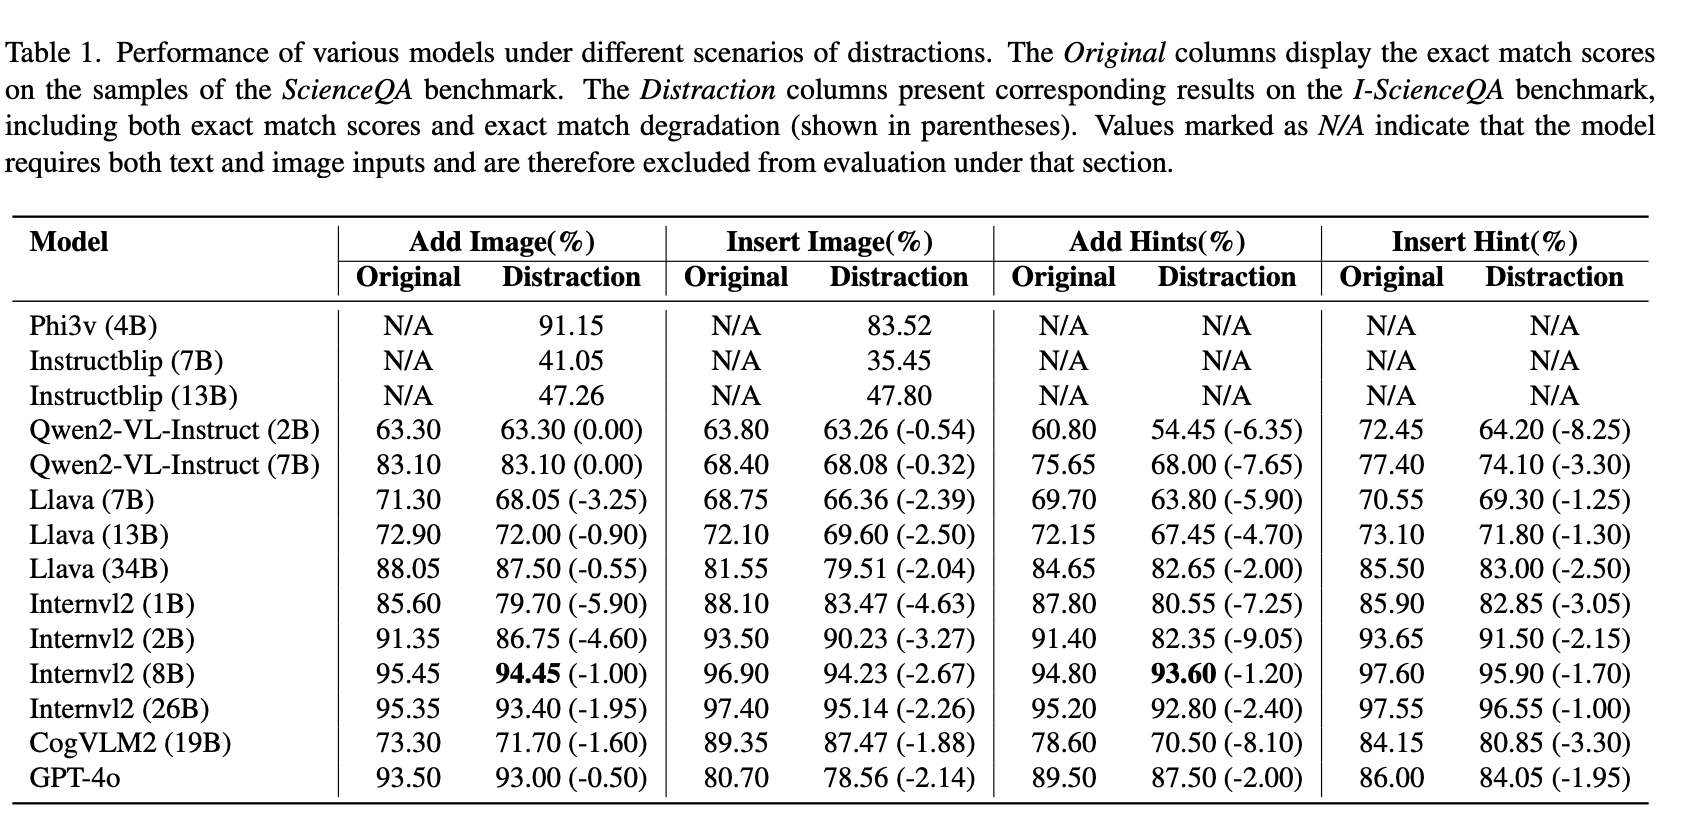 Table 1. Performance of various models under different scenarios of distractions. The Original columns display the exact match scores
on the samples of the ScienceQA benchmark. The Distraction columns present corresponding results on the I-ScienceQA benchmark,
including both exact match scores and exact match degradation (shown in parentheses). Values marked as N/A indicate that the model
requires both text and image inputs and are therefore excluded from evaluation under that section.
Model Add Image(%) Insert Image(%) Add Hints(%) Insert Hint(%)
Original Distraction Original Distraction Original Distraction Original Distraction
Phi3v (4B) N/A 91.15 N/A 83.52 N/A N/A N/A N/A
Instructblip (7B) N/A 41.05 N/A 35.45 N/A N/A N/A N/A
Instructblip (13B) N/A 47.26 N/A 47.80 N/A N/A N/A N/A
Qwen2-VL-Instruct (2B) 63.30 63.30 (0.00) 63.80 63.26 (-0.54) 60.80 54.45 (-6.35) 72.45 64.20 (-8.25)
Qwen2-VL-Instruct (7B) 83.10 83.10 (0.00) 68.40 68.08 (-0.32) 75.65 68.00 (-7.65) 77.40 74.10 (-3.30)
Llava (7B) 71.30 68.05 (-3.25) 68.75 66.36 (-2.39) 69.70 63.80 (-5.90) 70.55 69.30 (-1.25)
Llava (13B) 72.90 72.00 (-0.90) 72.10 69.60 (-2.50) 72.15 67.45 (-4.70) 73.10 71.80 (-1.30)
Llava (34B) 88.05 87.50 (-0.55) 81.55 79.51 (-2.04) 84.65 82.65 (-2.00) 85.50 83.00 (-2.50)
Internvl2 (1B) 85.60 79.70 (-5.90) 88.10 83.47 (-4.63) 87.80 80.55 (-7.25) 85.90 82.85 (-3.05)
Internvl2 (2B) 91.35 86.75 (-4.60) 93.50 90.23 (-3.27) 91.40 82.35 (-9.05) 93.65 91.50 (-2.15)
Internvl2 (8B) 95.45 94.45 (-1.00) 96.90 94.23 (-2.67) 94.80 93.60 (-1.20) 97.60 95.90 (-1.70)
Internvl2 (26B) 95.35 93.40 (-1.95) 97.40 95.14 (-2.26) 95.20 92.80 (-2.40) 97.55 96.55 (-1.00)
CogVLM2 (19B) 73.30 71.70 (-1.60) 89.35 87.47 (-1.88) 78.60 70.50 (-8.10) 84.15 80.85 (-3.30)
GPT-4o 93.50 93.00 (-0.50) 80.70 78.56 (-2.14) 89.50 87.50 (-2.00) 86.00 84.05 (-1.95)